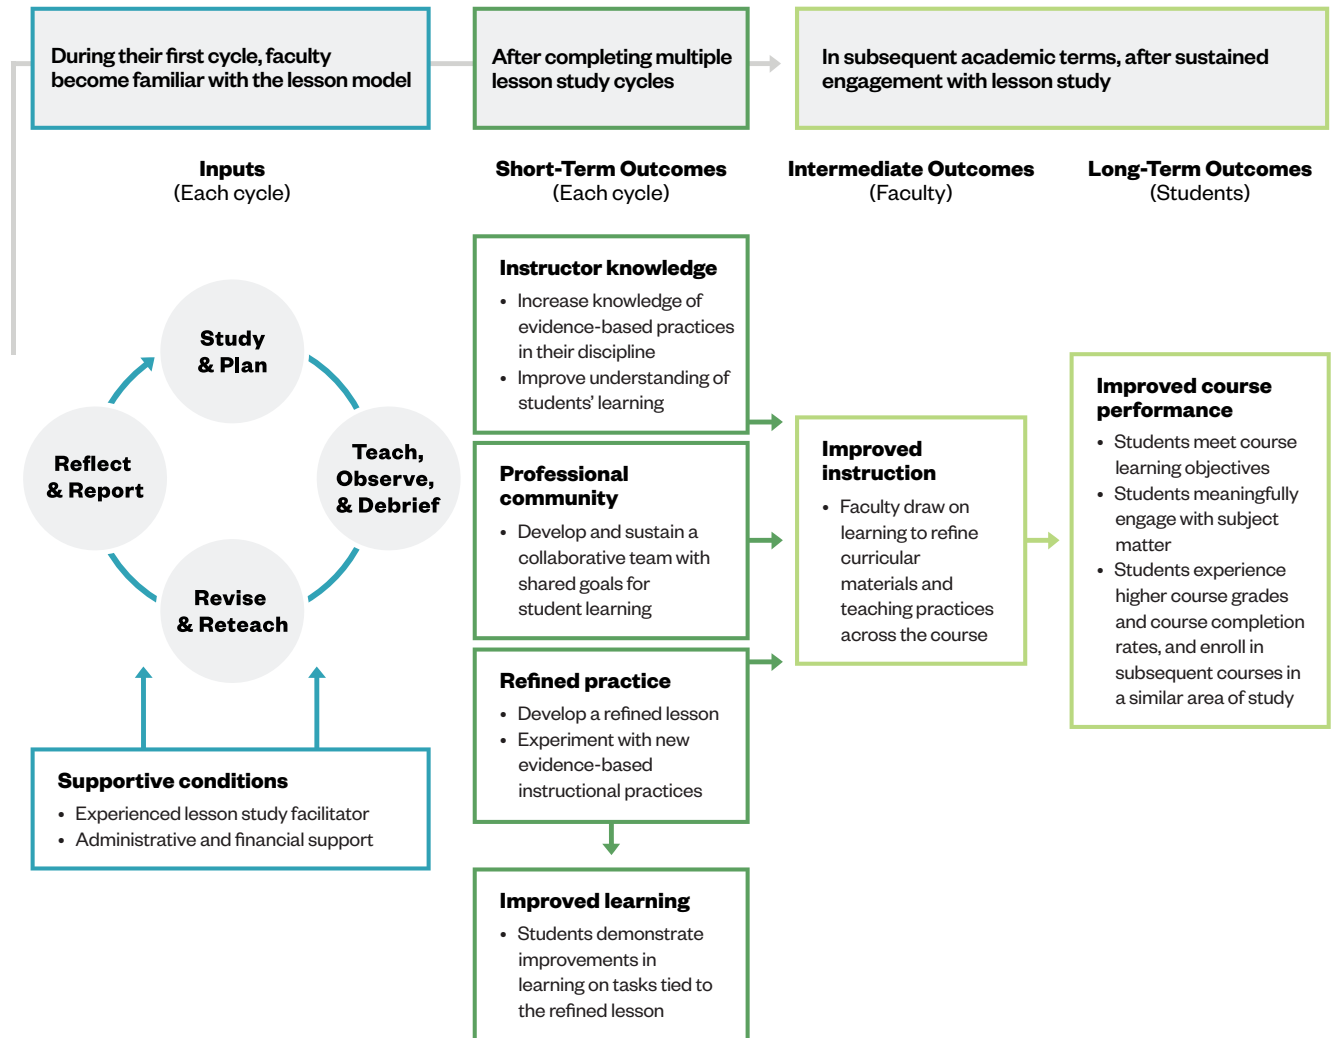 During their first cycle, faculty
become familiar with the lesson model
After completing multiple
lesson study cycles
In subsequent academic terms, after sustained
engagement with lesson study
Inputs
(Each cycle)
Short-Term Outcomes
(Each cycle)
Intermediate Outcomes
(Faculty)
Long-Term Outcomes
(Students)
Study
& Plan
Teach,
Observe,
& Debrief
Revise
& Reteach
Reflect
& Report
Supportive conditions
• Experienced lesson study facilitator
• Administrative and financial support
Instructor knowledge
• Increase knowledge of
evidence-based practices
in their discipline
• Improve understanding of
students' learning
Professional
community
• Develop and sustain a
collaborative team with
shared goals for
student learning
Refined practice
• Develop a refined lesson
• Experiment with new
evidence-based
instructional practices
Improved learning
• Students demonstrate
improvements in
learning on tasks tied to
the refined lesson
Improved
instruction
• Faculty draw on
learning to refine
curricular
materials and
teaching practices
across the course
Improved course
performance
• Students meet course
learning objectives
• Students meaningfully
engage with subject
matter
• Students experience
higher course grades
and course completion
rates, and enroll in
subsequent courses in
a similar area of study